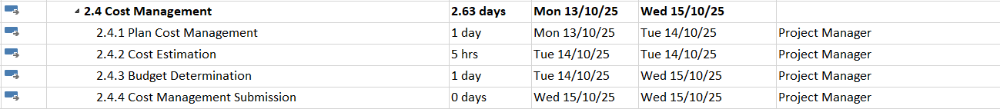 2.4 Cost Management 2.63 days Mon 13/10/25 Wed 15/10/25
2.4.1 Plan Cost Management 1 day Mon 13/10/25 Tue 14/10/25 Project Manager
2.4.2 Cost Estimation 5 hrs Tue 14/10/25 Tue 14/10/25 Project Manager
2.4.3 Budget Determination 1 day Tue 14/10/25 Wed 15/10/25 Project Manager
2.4.4 Cost Management Submission 0 days Wed 15/10/25 Wed 15/10/25 Project Manager